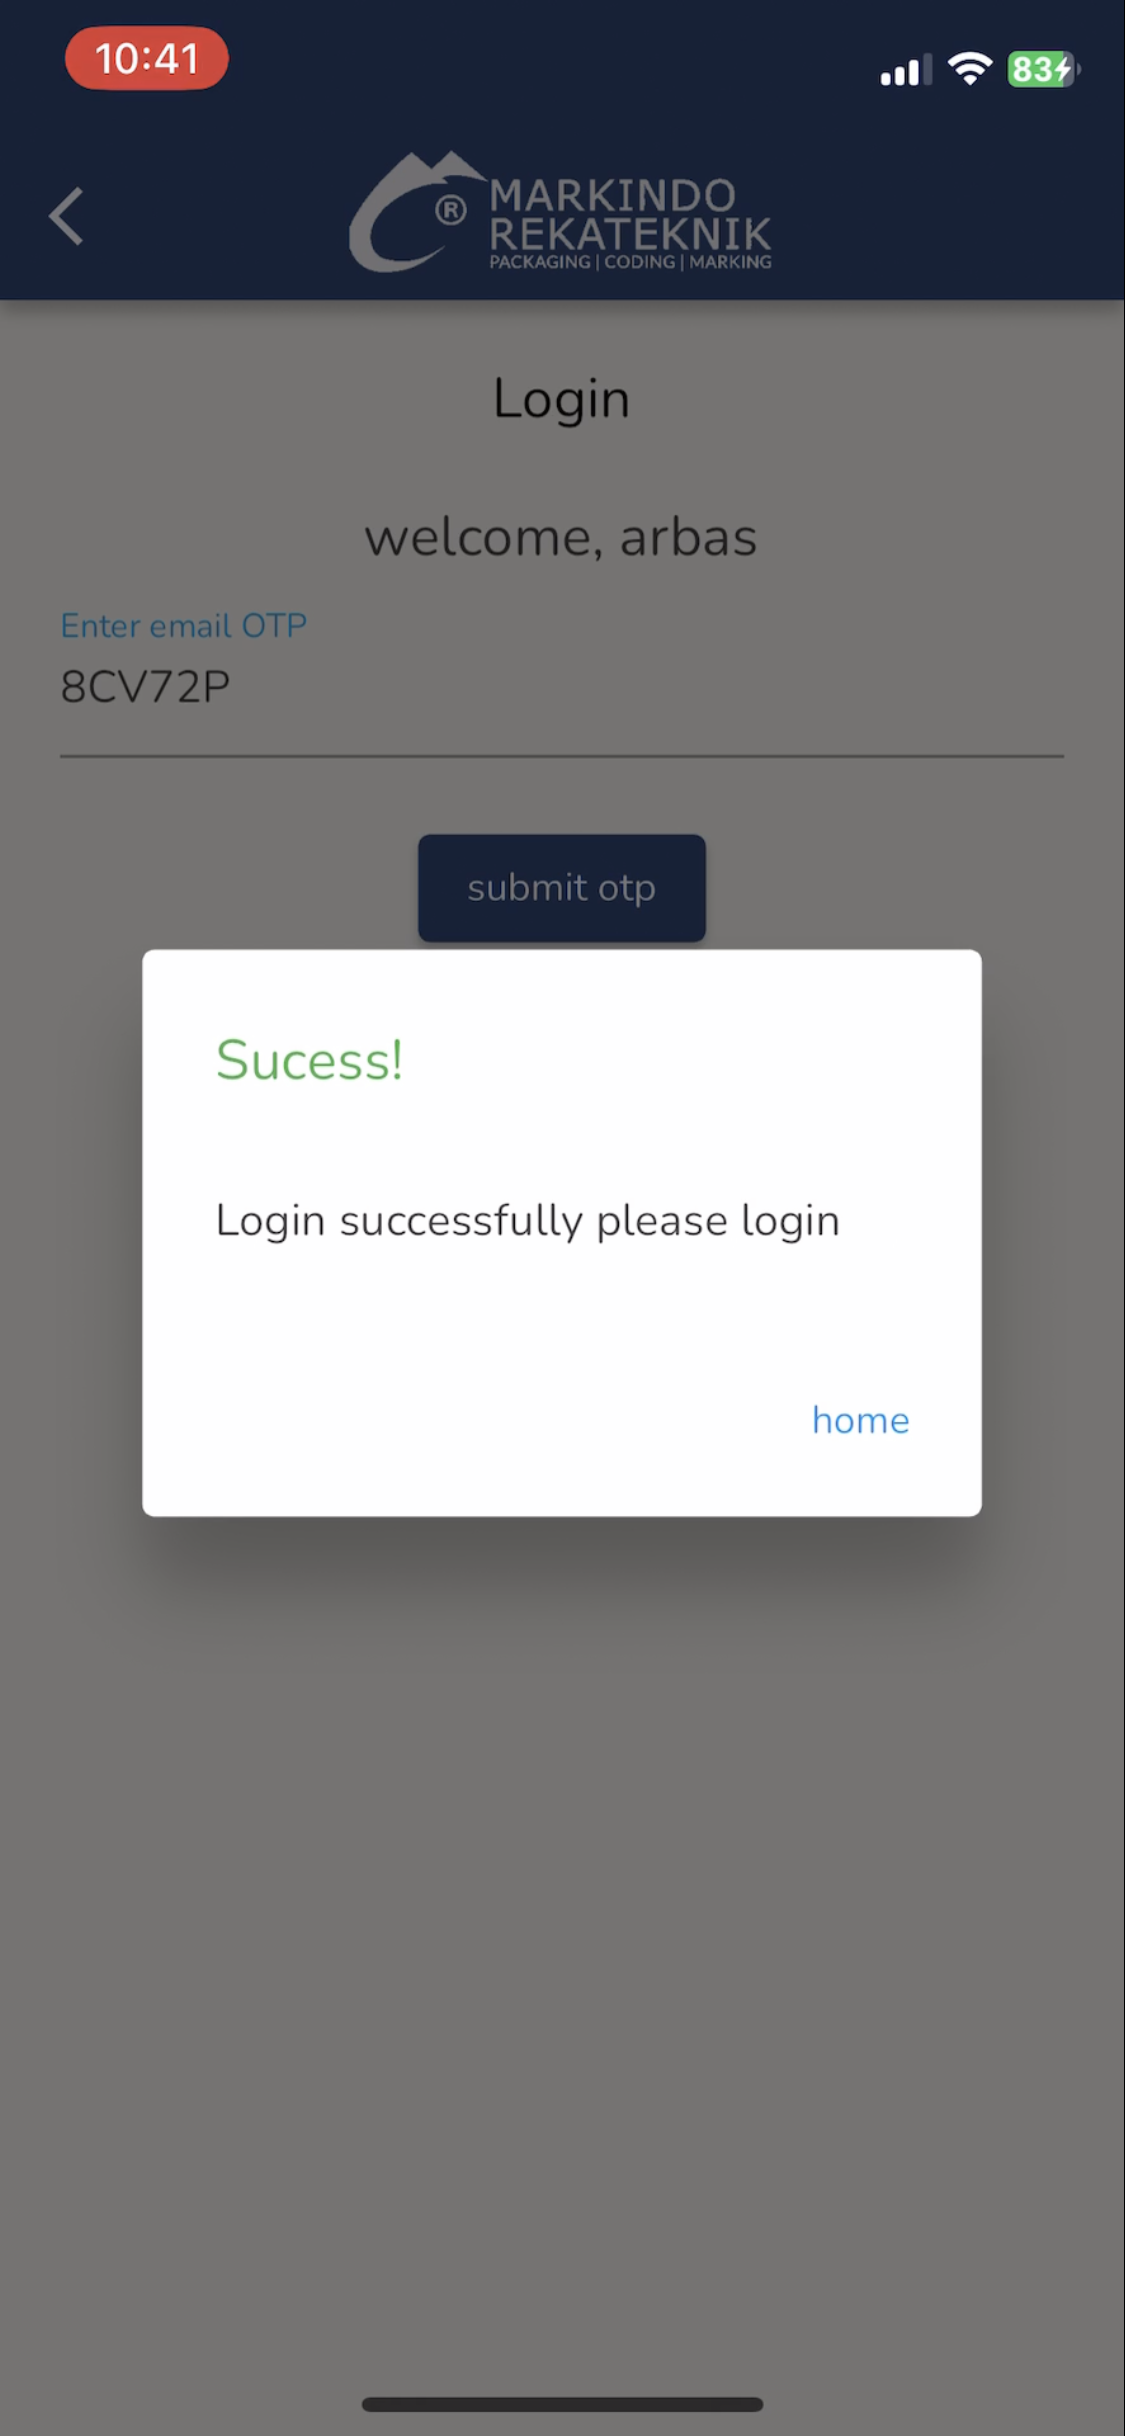 10:41
83
®
MARKINDO
REKATEKNIK
PACKAGING | CODING | MARKING
Login
welcome, arbas
Enter email OTP
8CV72P
submit otp
Sucess!
Login successfully please login
home